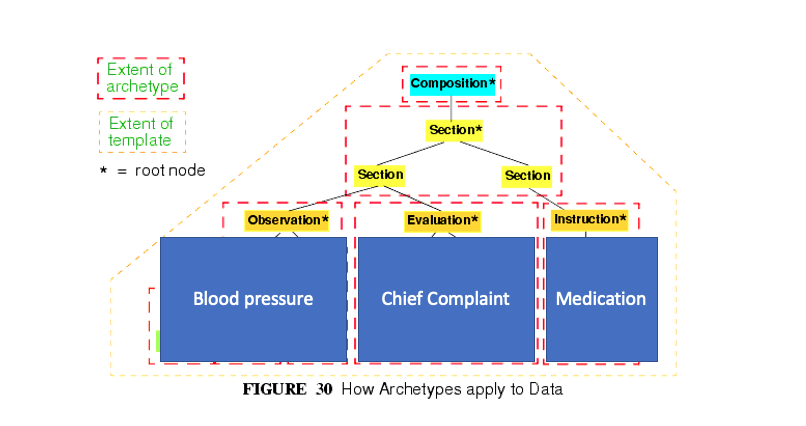 Extent of
archetype
Extent of
template
* = root node
Composition*
Section*
Section
Section
Observation*
Evaluation*
Instruction*
Blood pressure
Chief Complaint
Medication
FIGURE 30 How Archetypes apply to Data